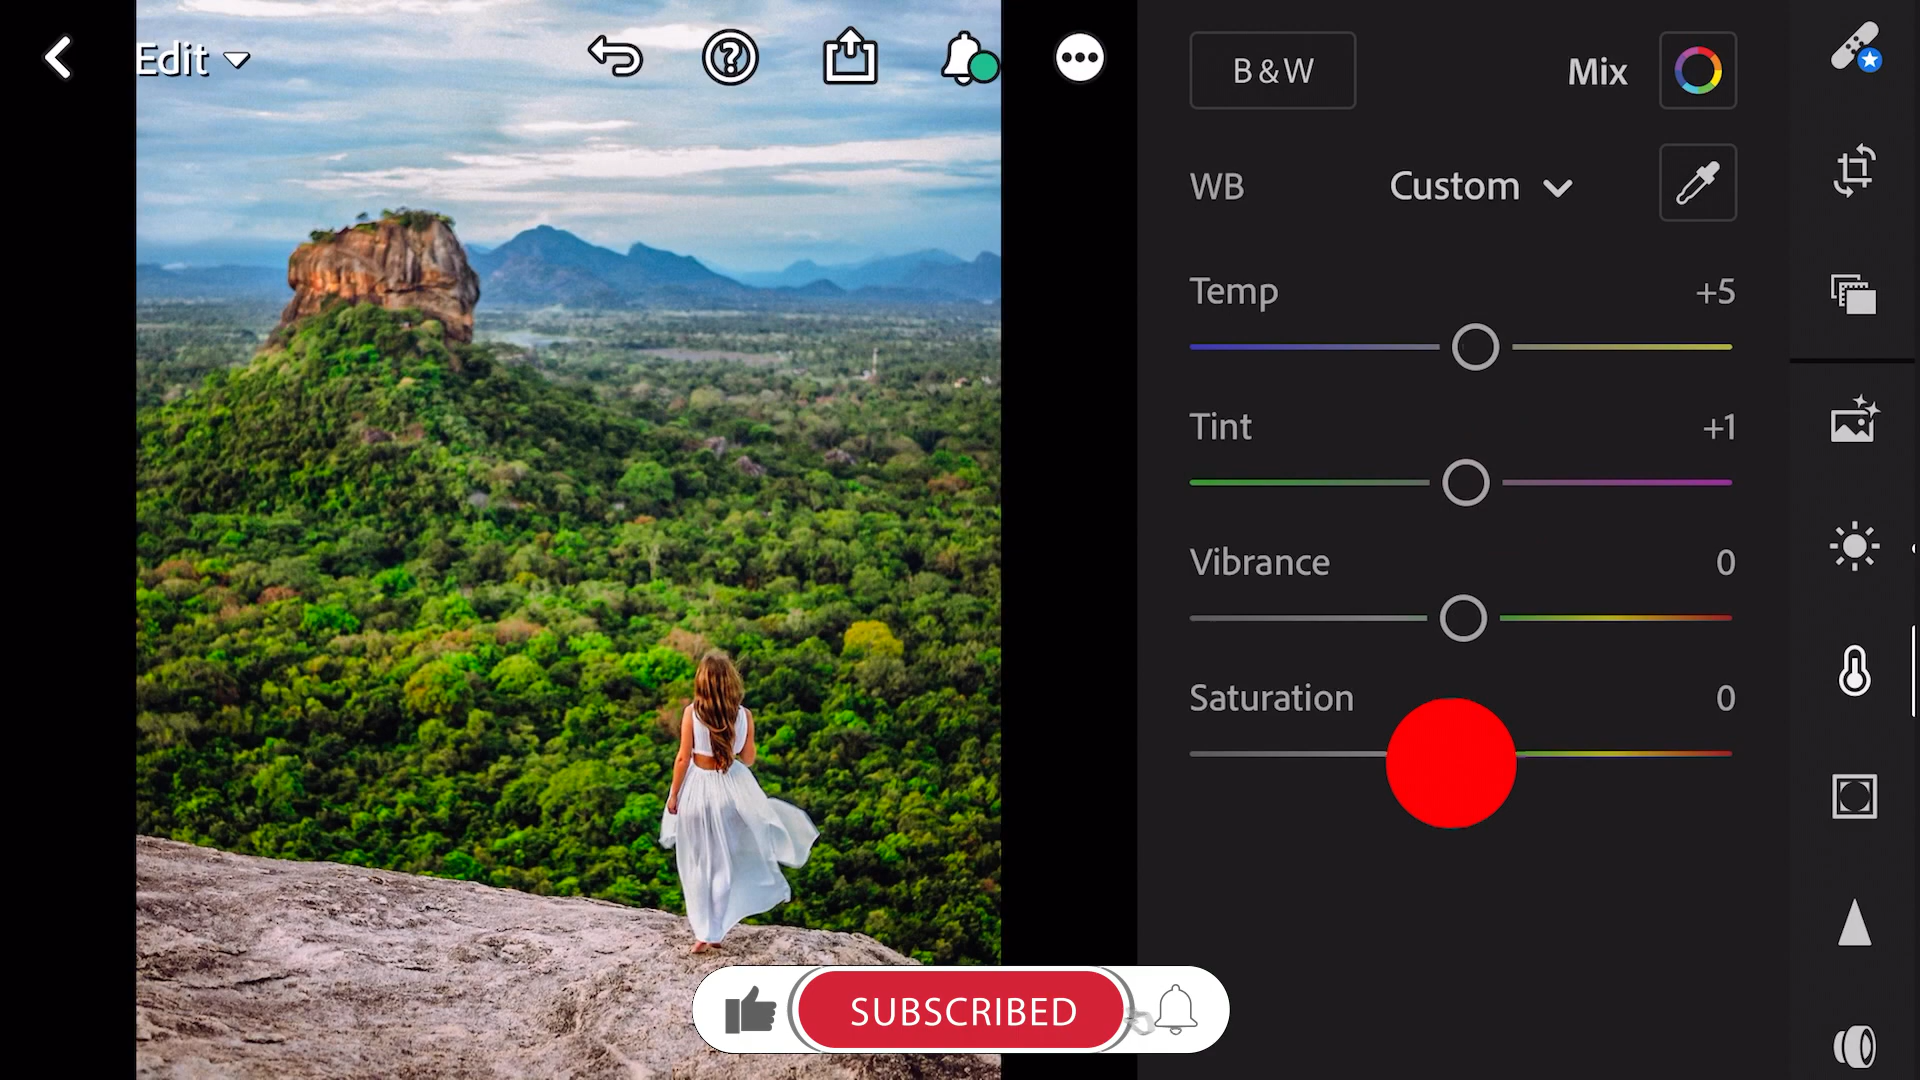 Edit
B&W
Mix
WB
Custom
Temp
+5
Tint
+1
Vibrance
0
Saturation
0
SUBSCRIBED